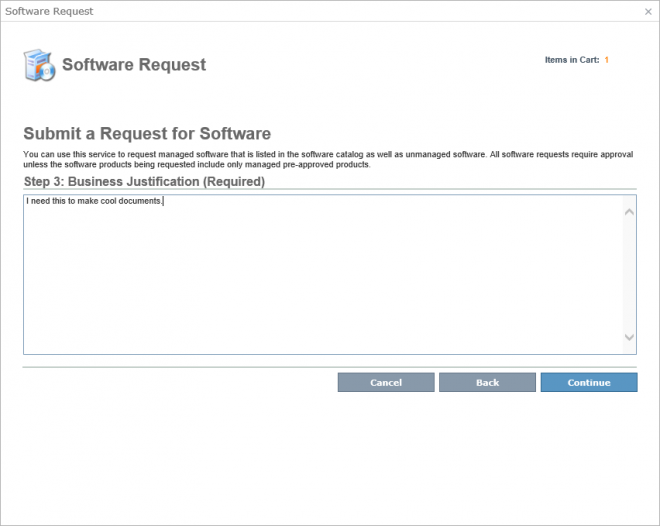 Software Request
Software Request
Items in Cart: 1
Submit a Request for Software
You can use this service to request managed software that is listed in the software catalog as well as unmanaged software. All software requests require approval
unless the software products being requested include only managed pre-approved products.
Step 3: Business Justification (Required)
I need this to make cool documents.
Cancel
Back
Continue